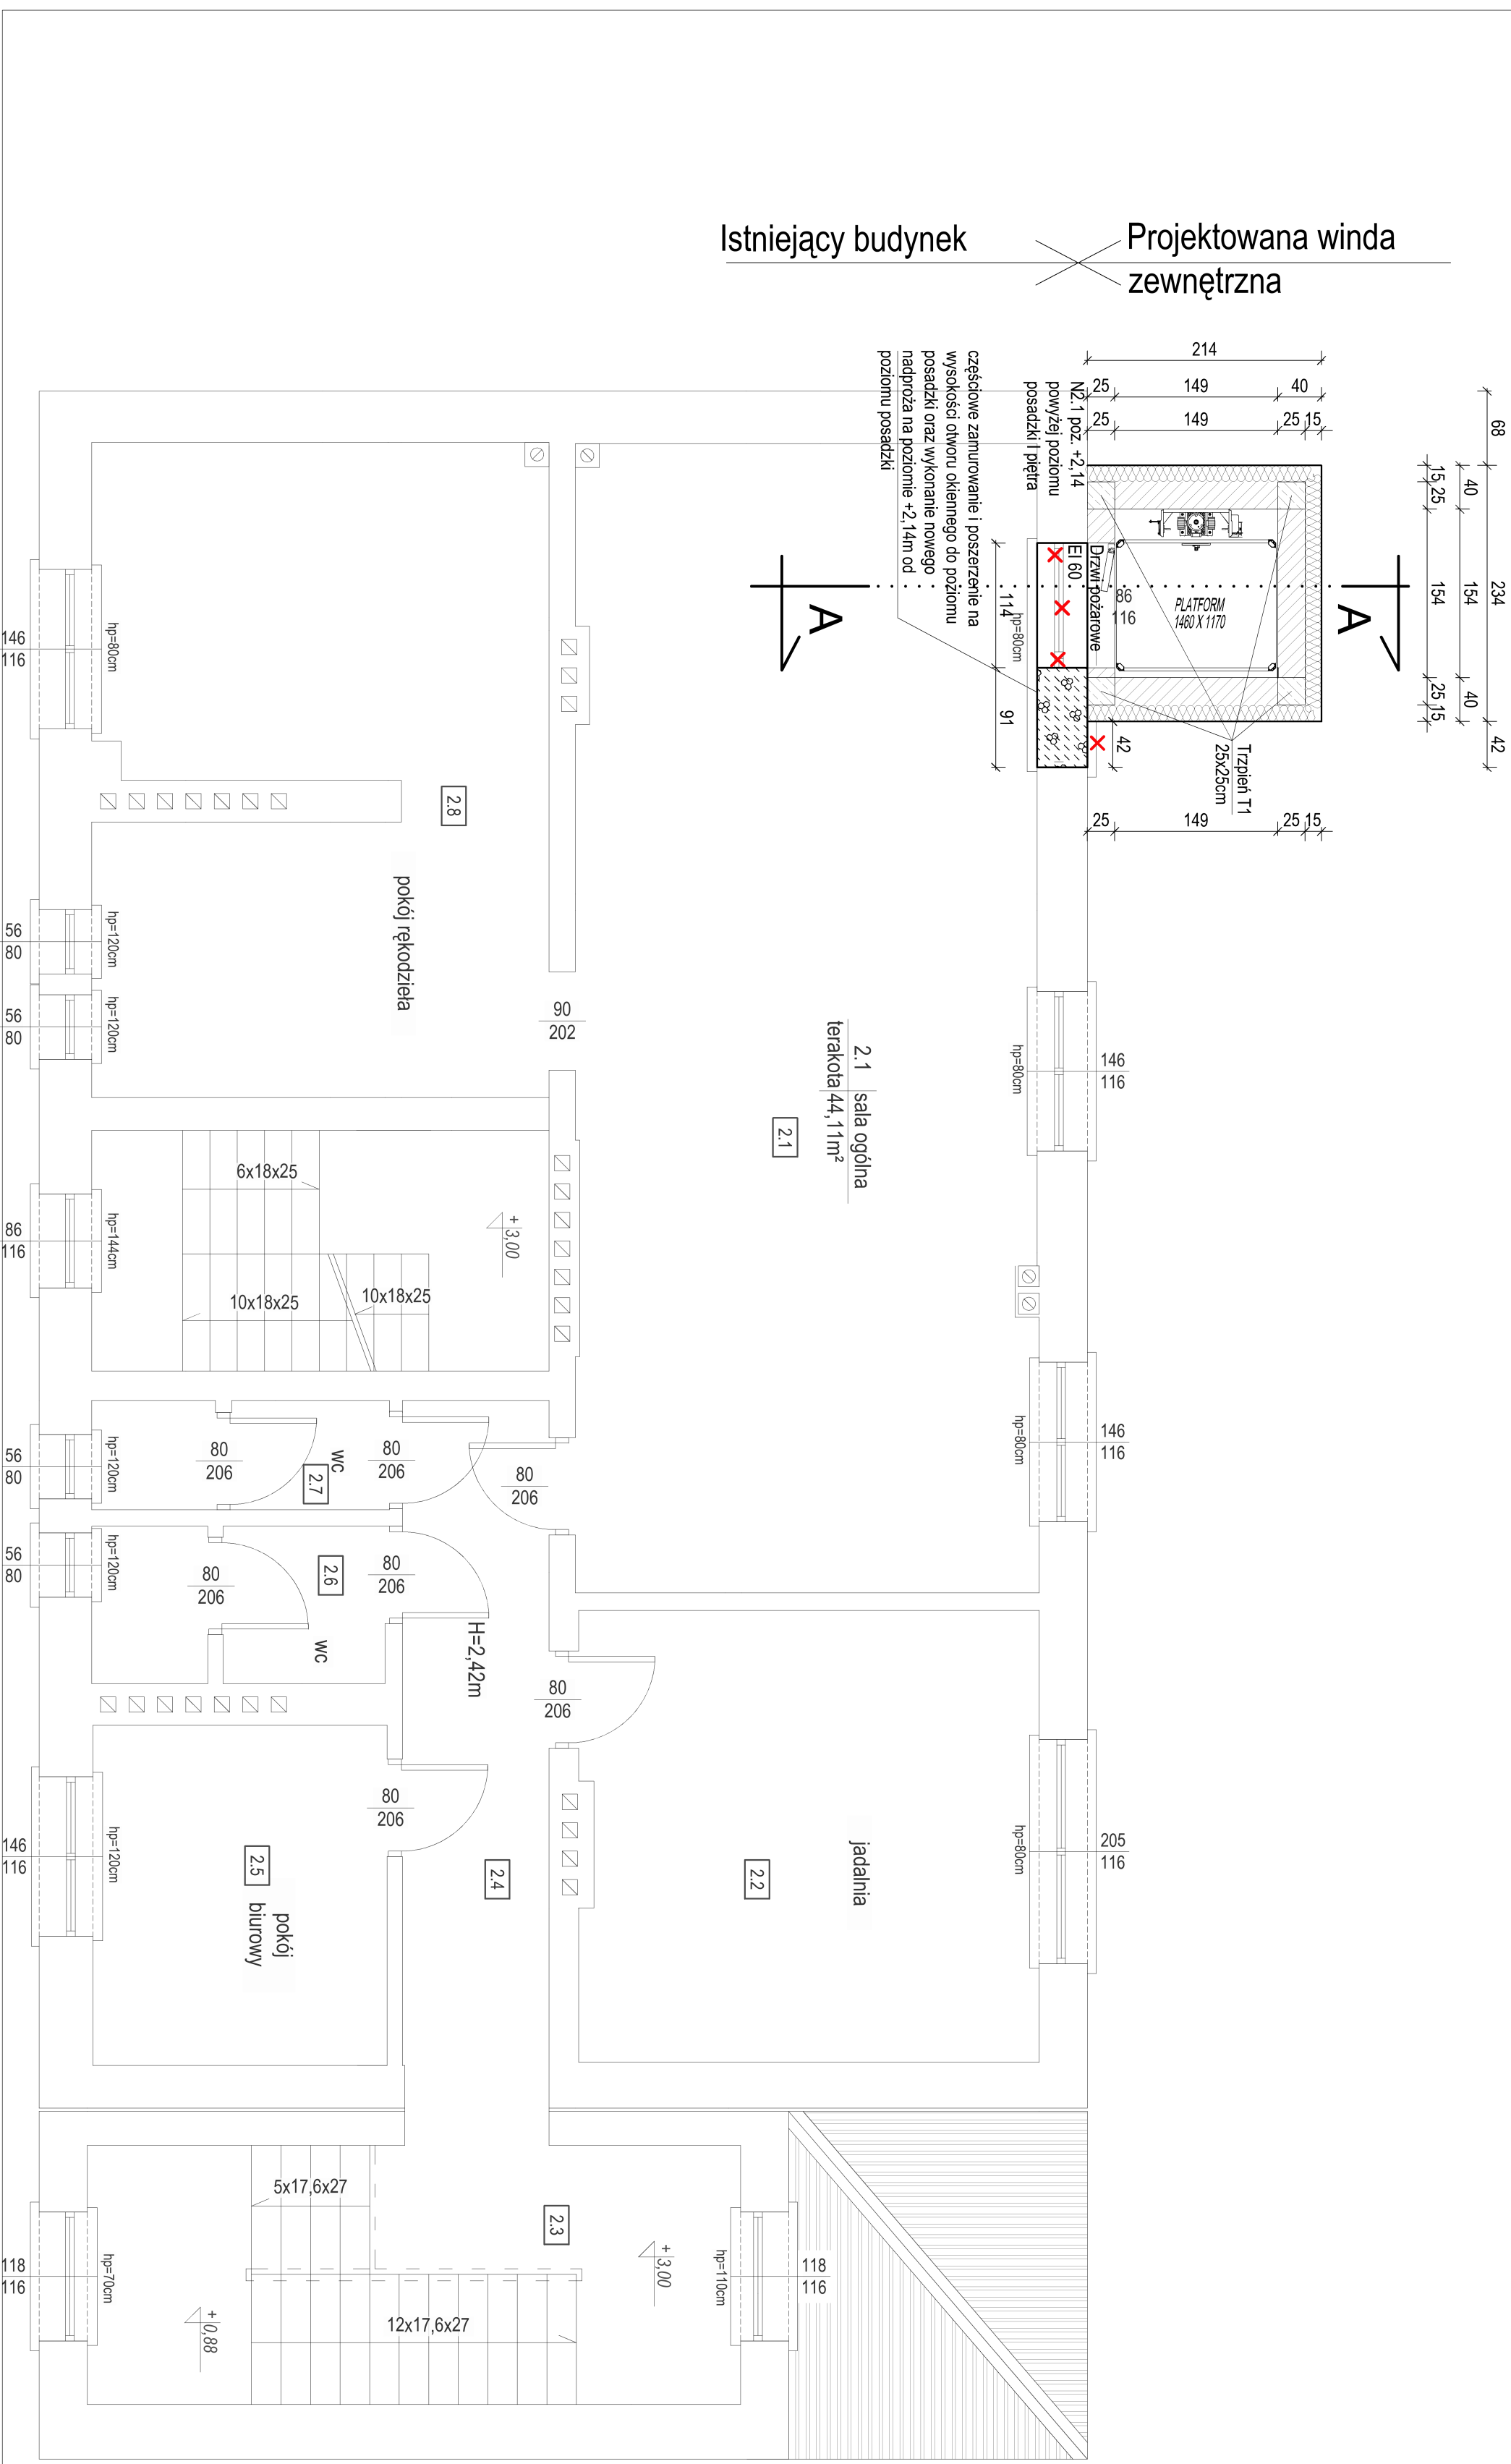 Istniejący budynek
Projektowana winda
zewnętrzna
214
25
149
40
25
149
25
15
68
15
25
40
154
154
234
40
25
15
42
N2.1 poz. +2,14
powyżej poziomu
posadzki I piętra
częściowe zamurowanie i poszerzenie na
wysokości otworu okiennego do poziomu
posadzki oraz wykonanie nowego
nadproża na poziomie +2,14m od
poziomu posadzki
Drzwi pożarowe
EI 60
86
116
PLATFORM
1460 X 1170
A
A
114
hp=80cm
91
42
Trzpień T1
25x25cm
25
149
25
15
146
116
hp=80cm
2.8
pokój rękodzieła
56
80
hp=120cm
56
80
hp=120cm
90
202
2.1 sala ogólna
terakota 44,11m²
2.1
hp=80cm
146
116
86
116
hp=144cm
6x18x25
10x18x25
10x18x25
+3,00
hp=80cm
146
116
56
80
hp=120cm
80
206
wc
2.7
80
206
80
206
56
80
hp=120cm
80
206
2.6
wc
80
206
H=2,42m
80
206
146
116
hp=120cm
2.5
pokój
biurowy
80
206
2.4
2.2
jadalnia
hp=80cm
205
116
5x17,6x27
2.3
+3,00
hp=110cm
118
116
118
116
hp=70cm
+0,88
12x17,6x27